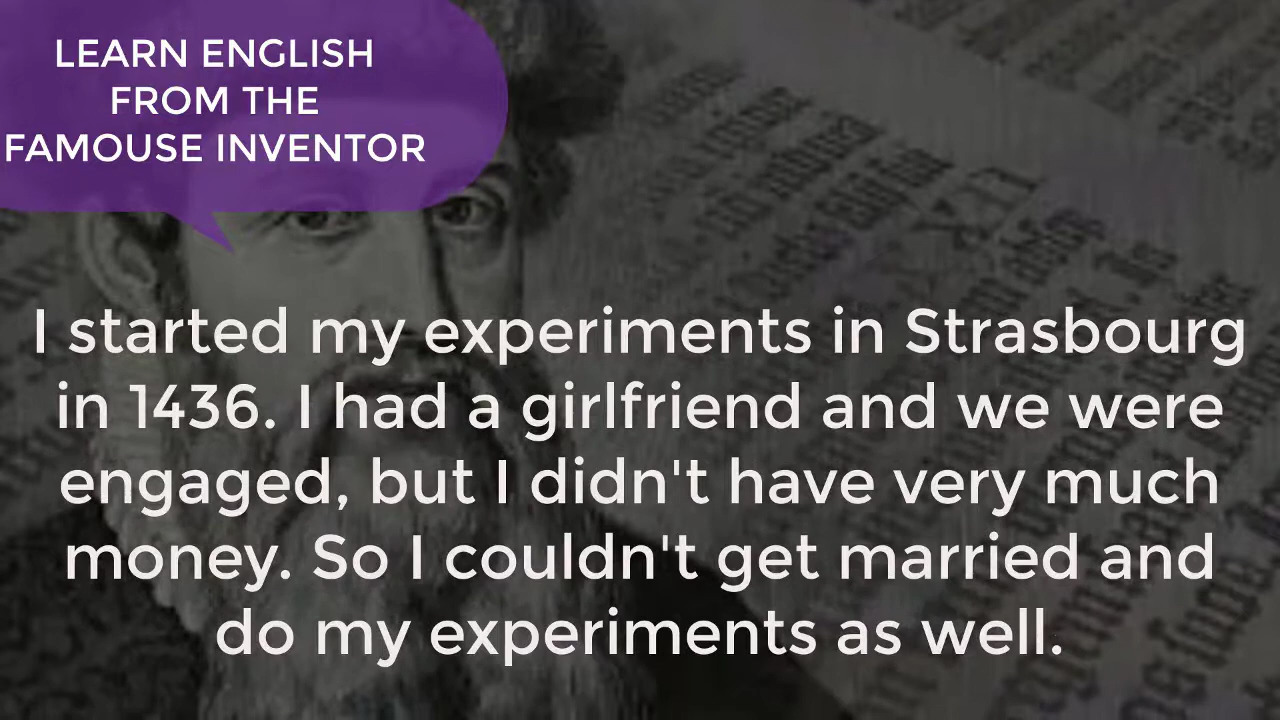 LEARN ENGLISH
FROM THE
FAMOUSE INVENTOR
I started my experiments in Strasbourg
in 1436. I had a girlfriend and we were
engaged, but I didn't have very much
money. So I couldn't get married and
do my experiments as well.